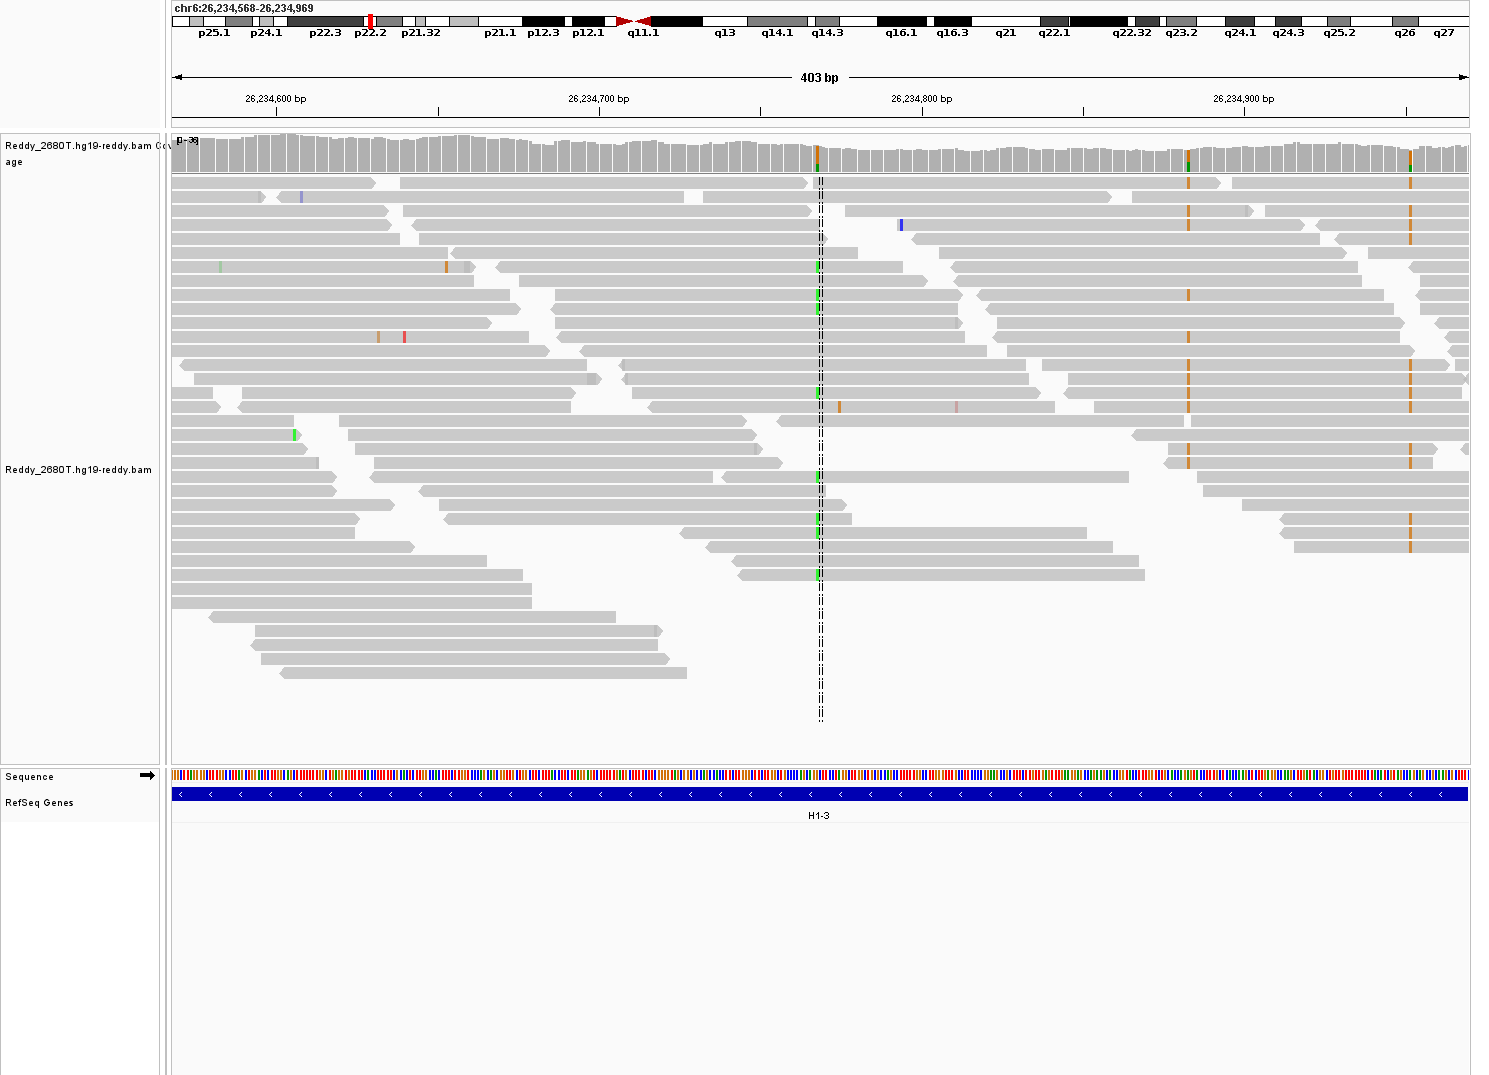 chr6:26,234,568-26,234,969
p25.1 p24.1 p22.3 p22.2 p21.32 p21.1 p12.3 p12.1 q11.1 q13 q14.1 q14.3 q16.1 q16.3 q21 q22.1 q22.32 q23.2 q24.1 q24.3 q25.2 q26 q27
403 bp
26,234,600 bp 26,234,700 bp 26,234,800 bp 26,234,900 bp
Reddy_2680T.hg19-reddy.bam Cov
age
[0 - 36]
Reddy_2680T.hg19-reddy.bam
Sequence
RefSeq Genes
H1-3